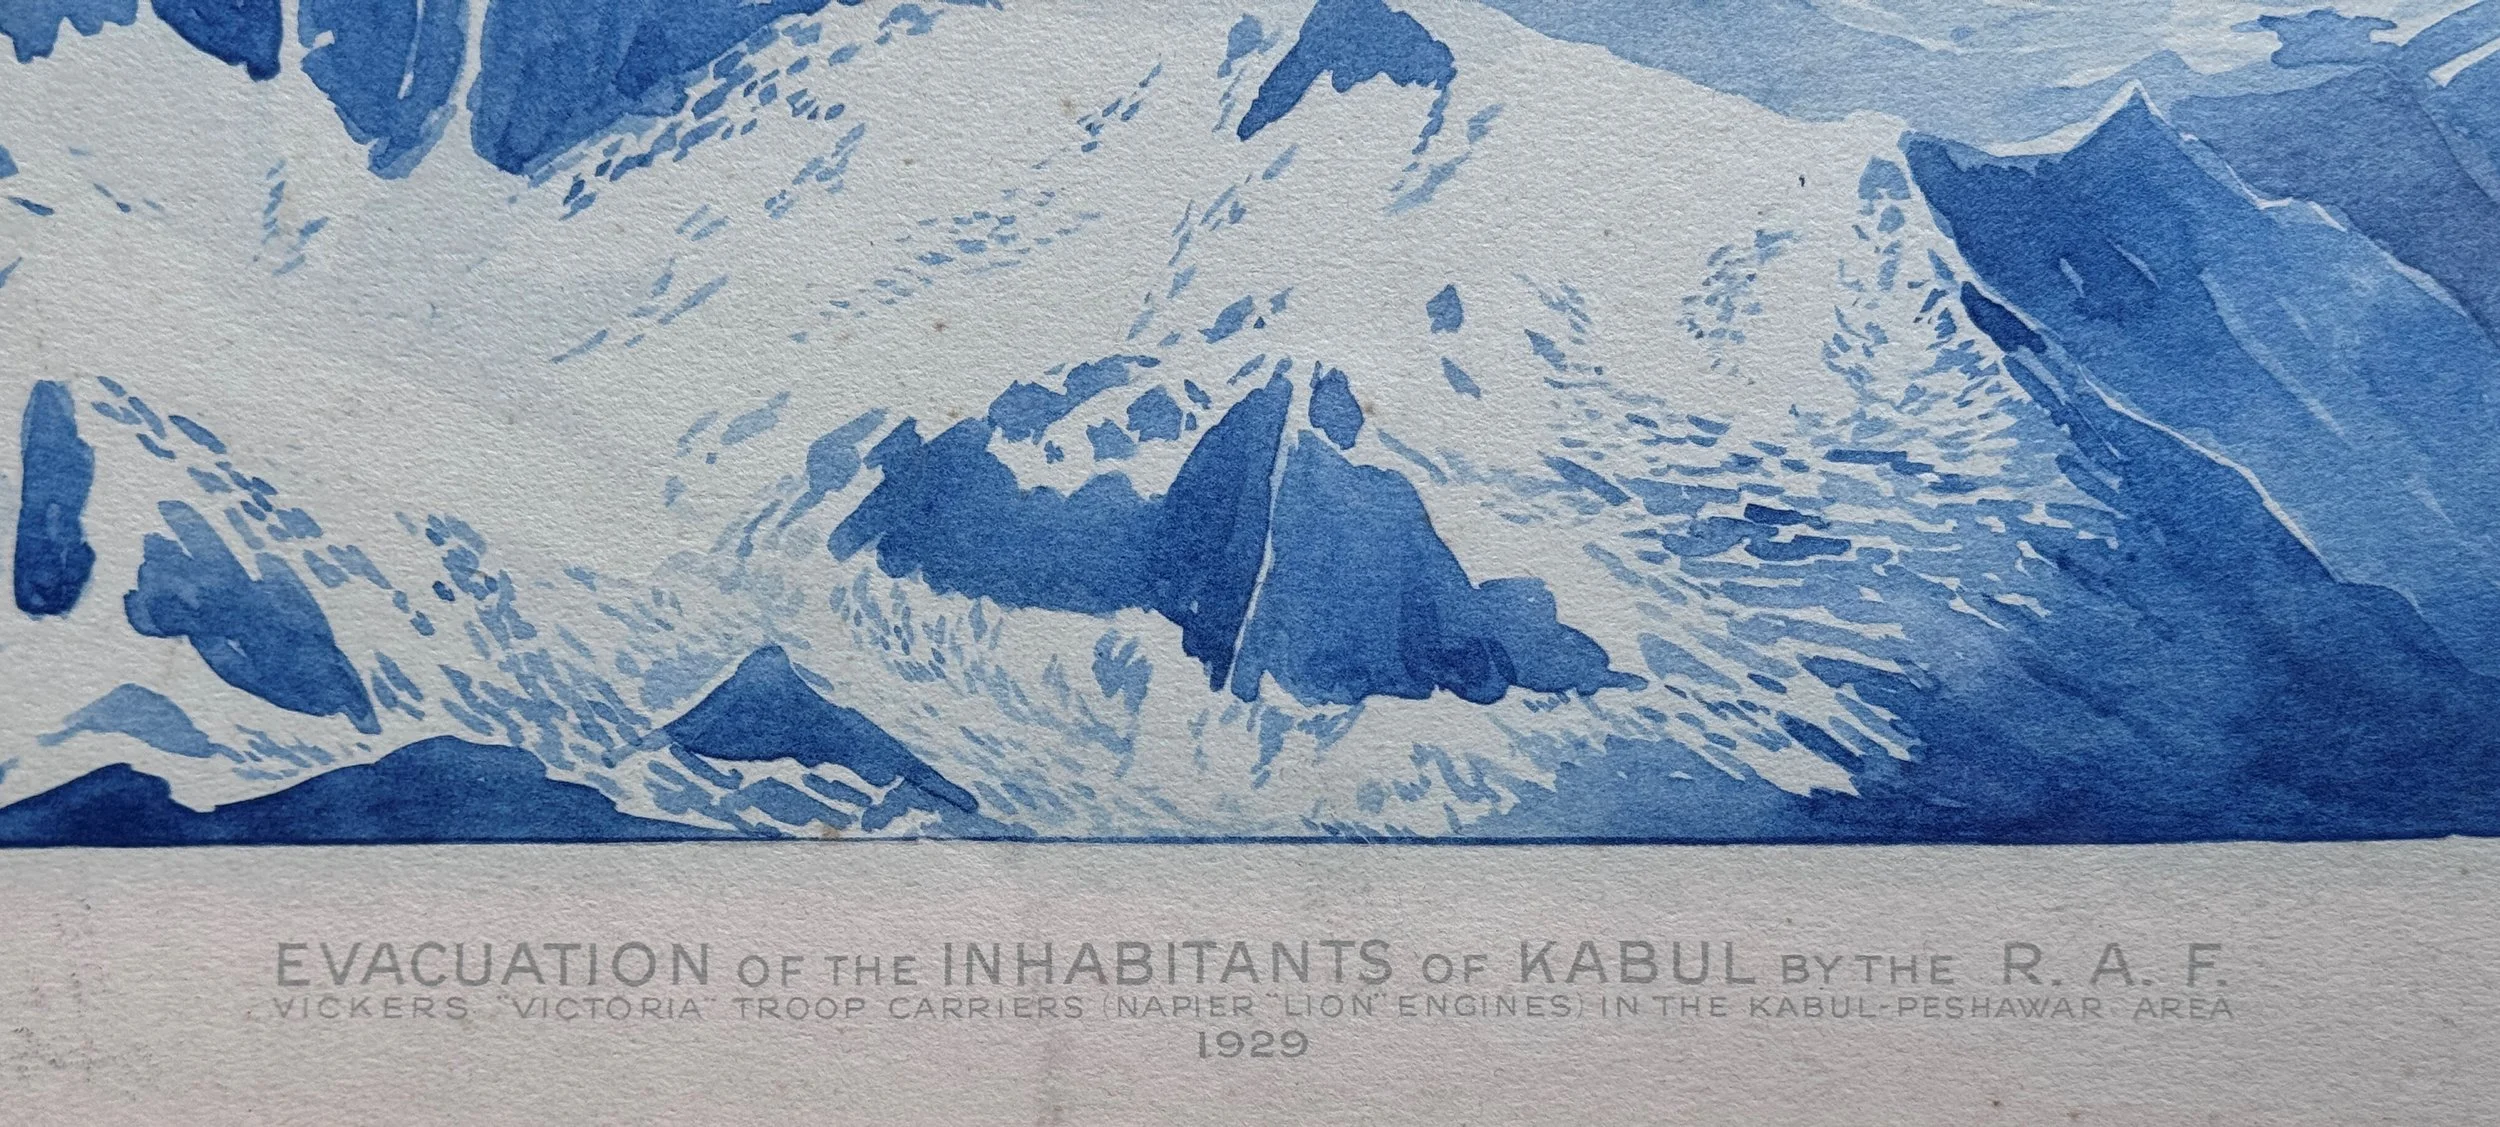 EVACUATION OF THE INHABITANTS OF KABUL BY THE R. A. F.
VICKERS "VICTORIA" TROOP CARRIERS (NAPIER "LION" ENGINES) IN THE KABUL-PESHAWAR AREA
1929